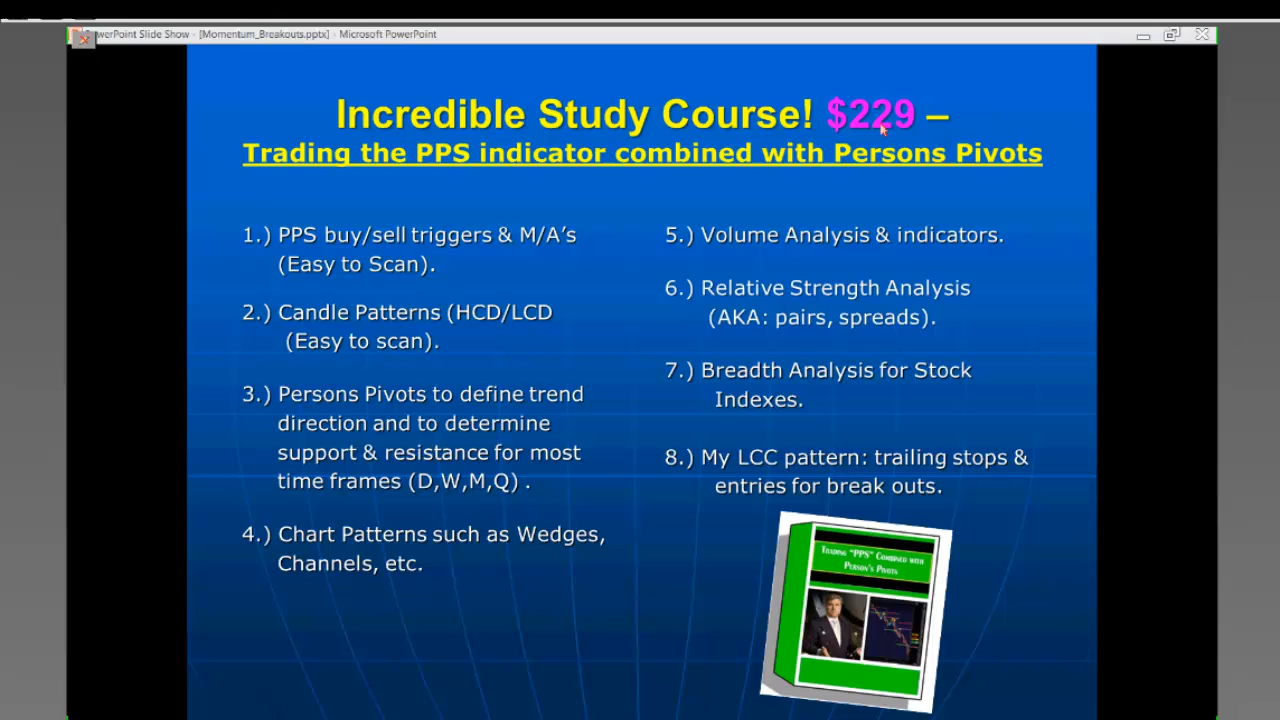 PowerPoint Slide Show - [Momentum_Breakouts.pptx] - Microsoft PowerPoint
Incredible Study Course! $229 –
Trading the PPS indicator combined with Persons Pivots
1.) PPS buy/sell triggers & M/A’s
(Easy to Scan).
2.) Candle Patterns (HCD/LCD
(Easy to scan).
3.) Persons Pivots to define trend
direction and to determine
support & resistance for most
time frames (D,W,M,Q) .
4.) Chart Patterns such as Wedges,
Channels, etc.
5.) Volume Analysis & indicators.
6.) Relative Strength Analysis
(AKA: pairs, spreads).
7.) Breadth Analysis for Stock
Indexes.
8.) My LCC pattern: trailing stops &
entries for break outs.
Trading "PPS" Combined with
Person's Pivots